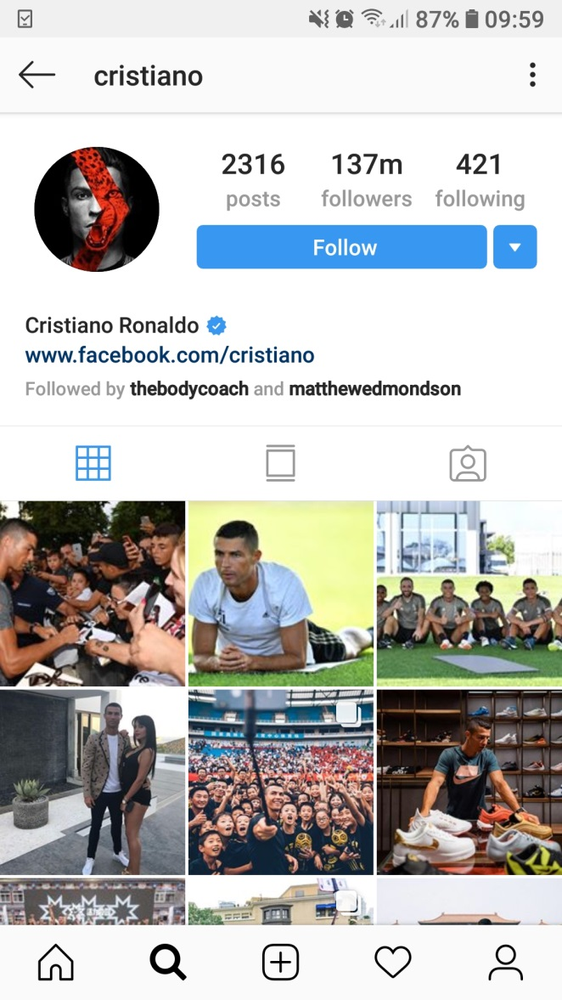 87% 09:59
cristiano
2316 137m 421
posts followers following
Follow
Cristiano Ronaldo
www.facebook.com/cristiano
Followed by thebodycoach and matthewedmondson